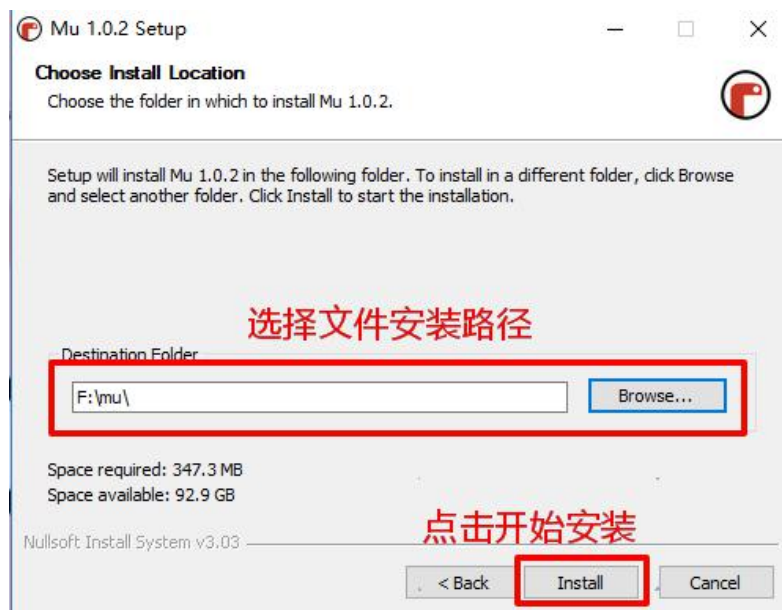 Mu 1.0.2 Setup
Choose Install Location
Choose the folder in which to install Mu 1.0.2.
Setup will install Mu 1.0.2 in the following folder. To install in a different folder, click Browse
and select another folder. Click Install to start the installation.
选择文件安装路径
Destination Folder
F:\mu\
Browse...
Space required: 347.3 MB
Space available: 92.9 GB
点击开始安装
Nullsoft Install System v3.03
< Back
Install
Cancel